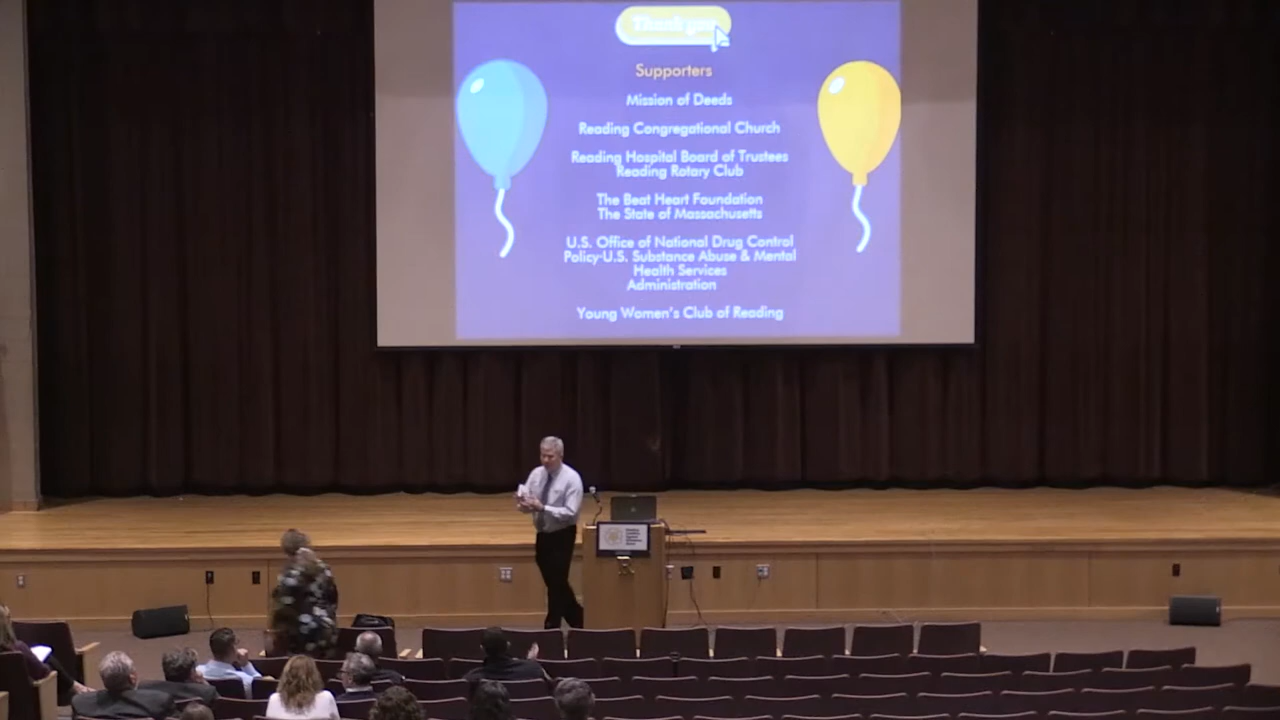 Thank you
Supporters
Mission of Deeds
Reading Congregational Church
Reading Hospital Board of Trustees
Reading Rotary Club
The Beat Heart Foundation
The State of Massachusetts
U.S. Office of National Drug Control
Policy-U.S. Substance Abuse & Mental
Health Services
Administration
Young Women's Club of Reading